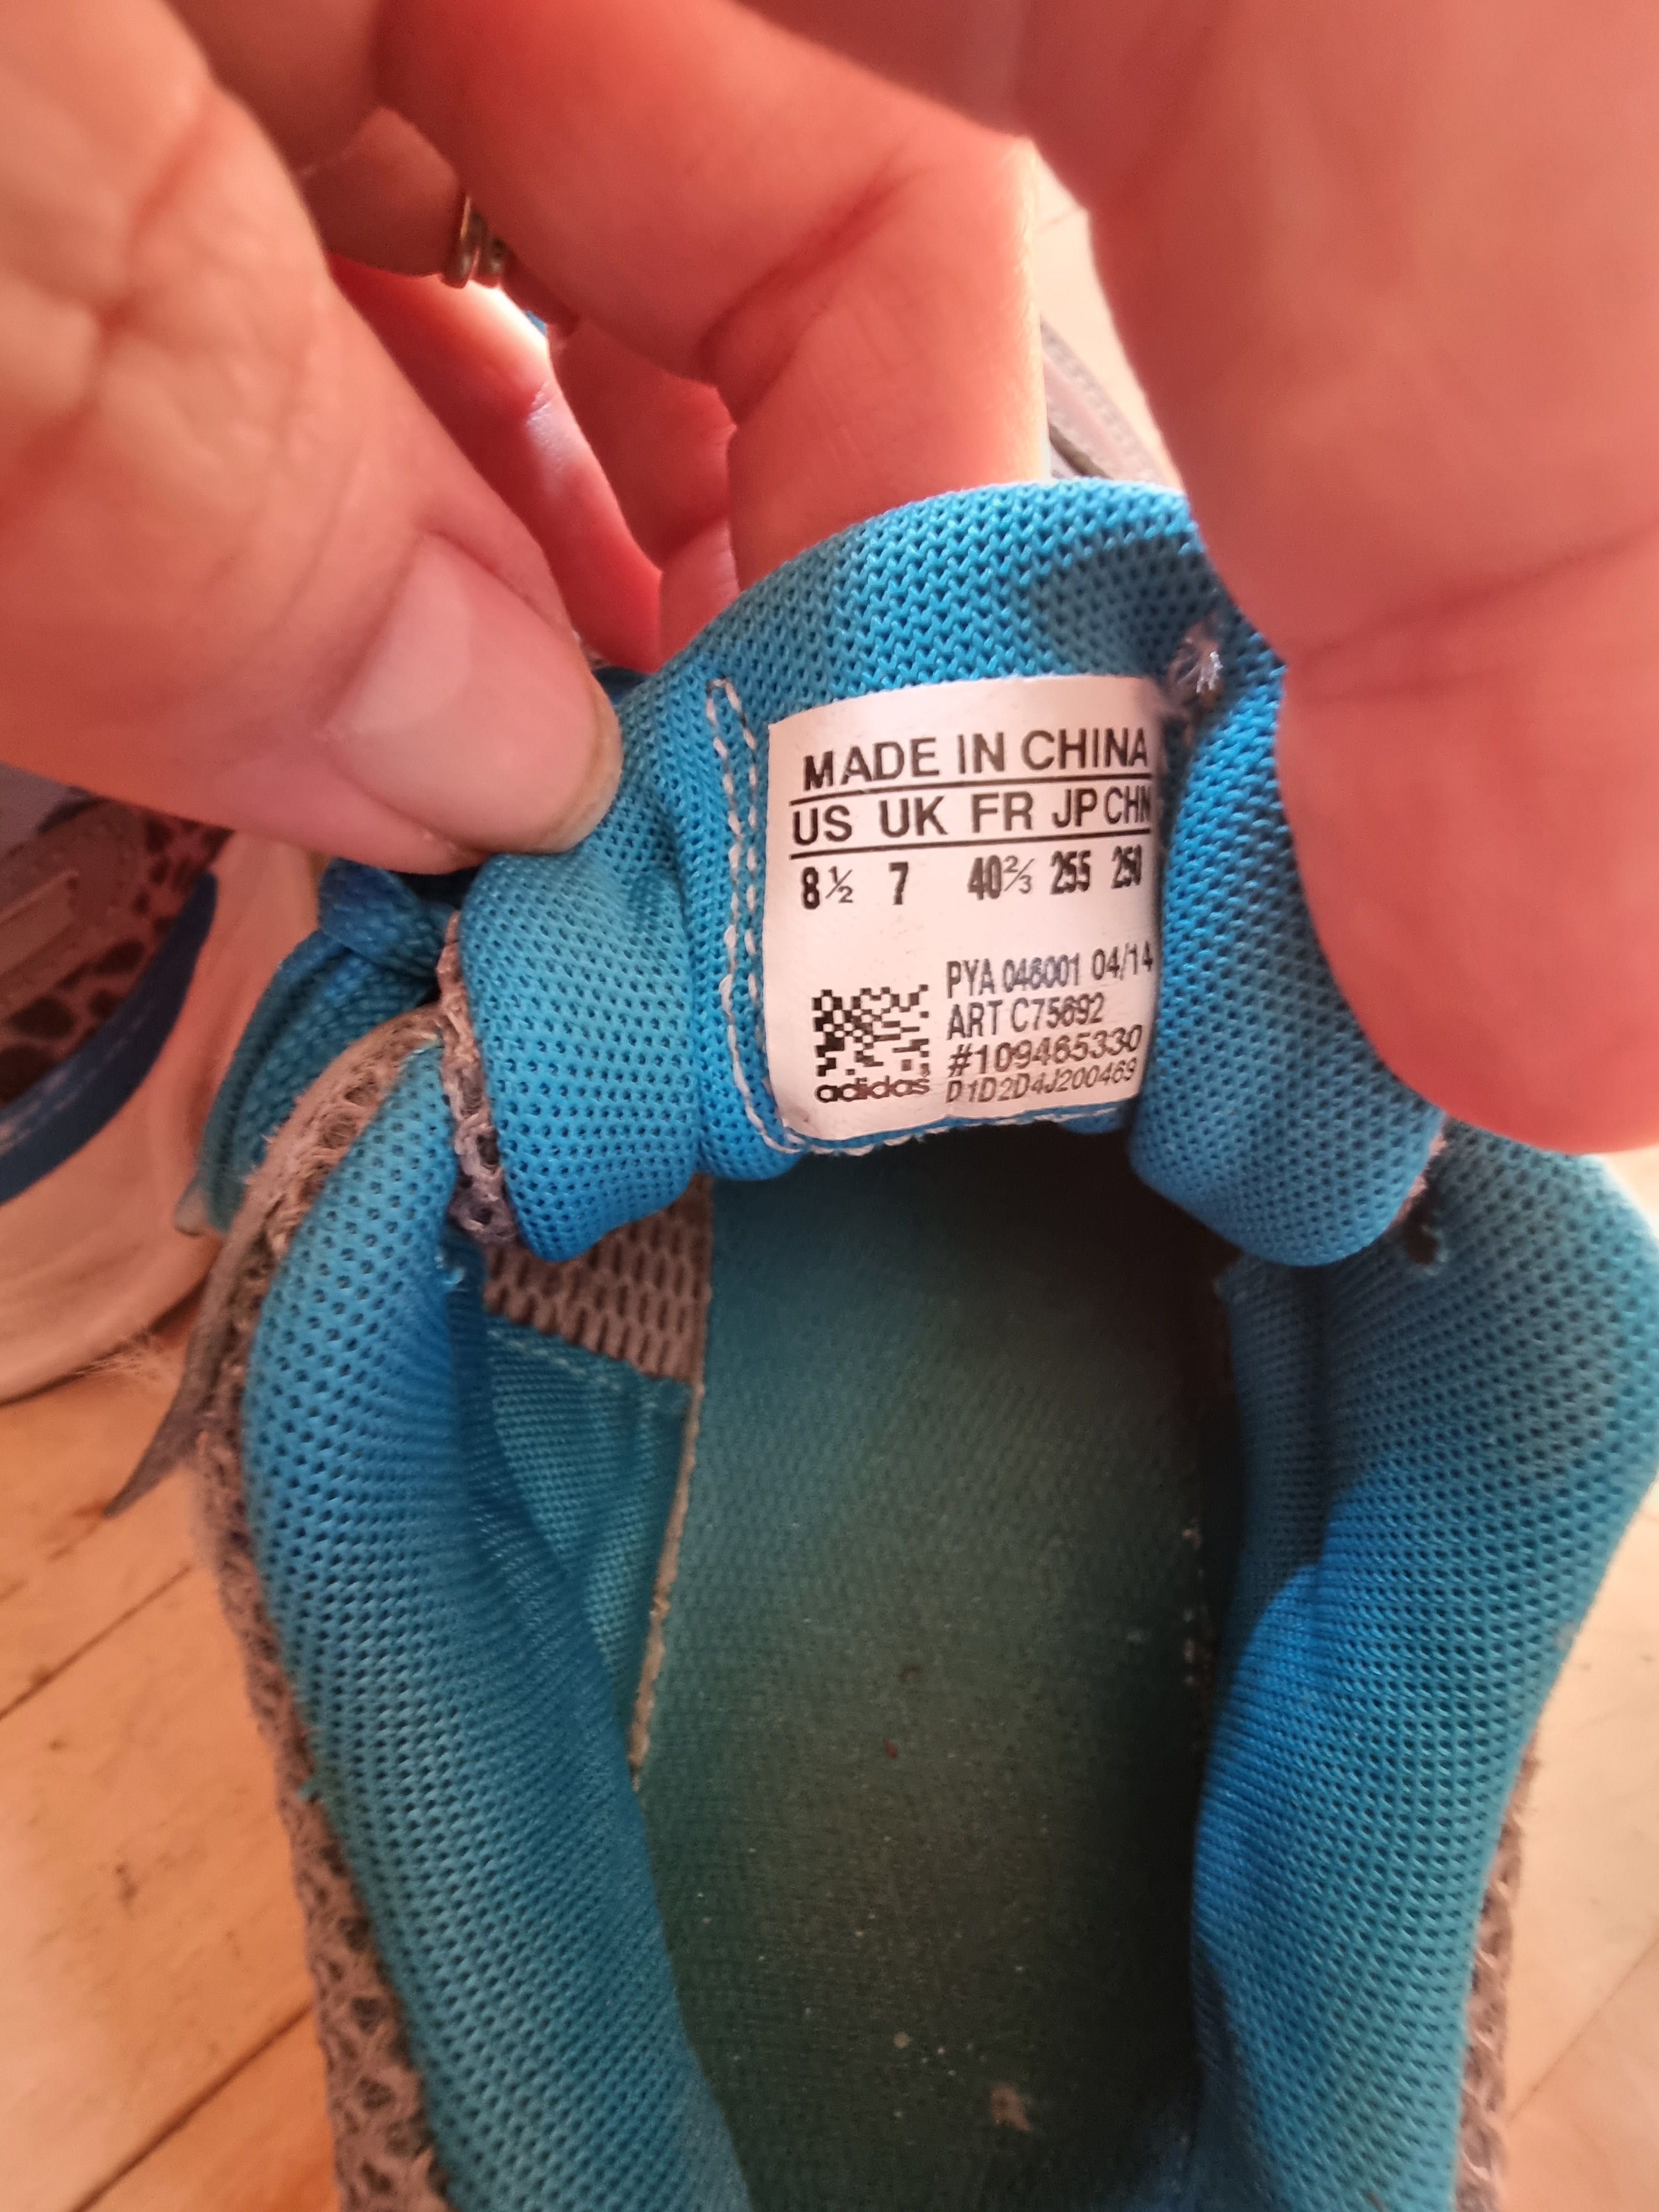 MADE IN CHINA
US UK FR JP CHN
8½ 7 40⅔ 255 250
PYA 046001 04/14
ART C75692
#109465330
D1D2D4J200469
adidas